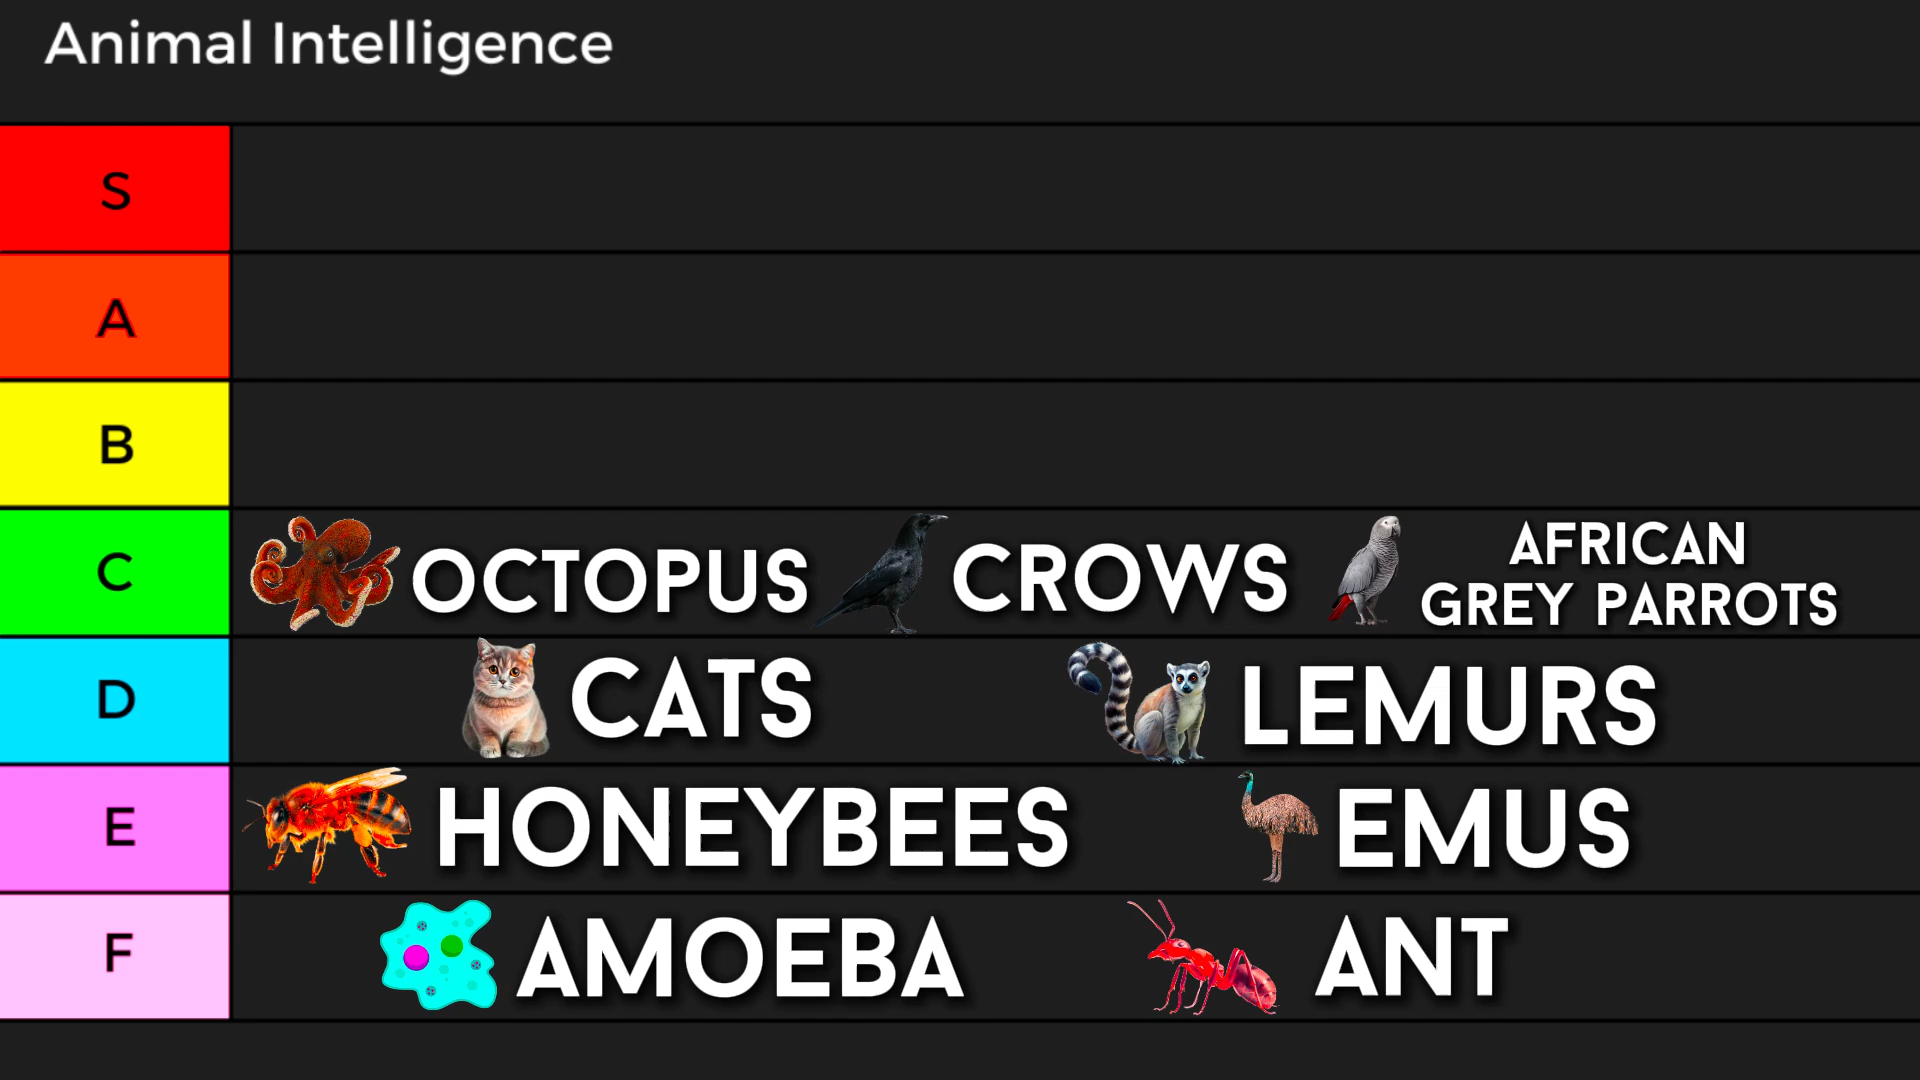 Animal Intelligence
S
A
B
C
OCTOPUS
CROWS
AFRICAN
GREY PARROTS
D
CATS
LEMURS
E
HONEYBEES
EMUS
F
AMOEBA
ANT